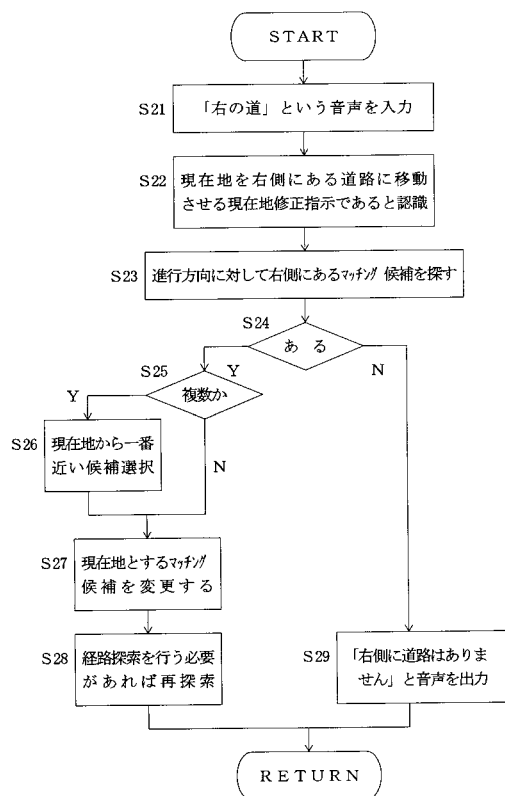 START
S21
「右の道」という音声を入力
S22
現在地を右側にある道路に移動
させる現在地修正指示であると認識
S23
進行方向に対して右側にあるマッチング 候補を探す
S24
ある
Y
N
S25
複数か
Y
N
S26
現在地から一番
近い候補選択
S27
現在地とするマッチング
候補を変更する
S28
経路探索を行う必要
があれば再探索
S29
「右側に道路はありま
せん」と音声を出力
RETURN